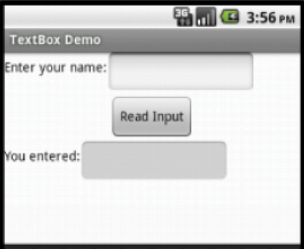 3G 3:56 PM
TextBox Demo
Enter your name:
Read Input
You entered: